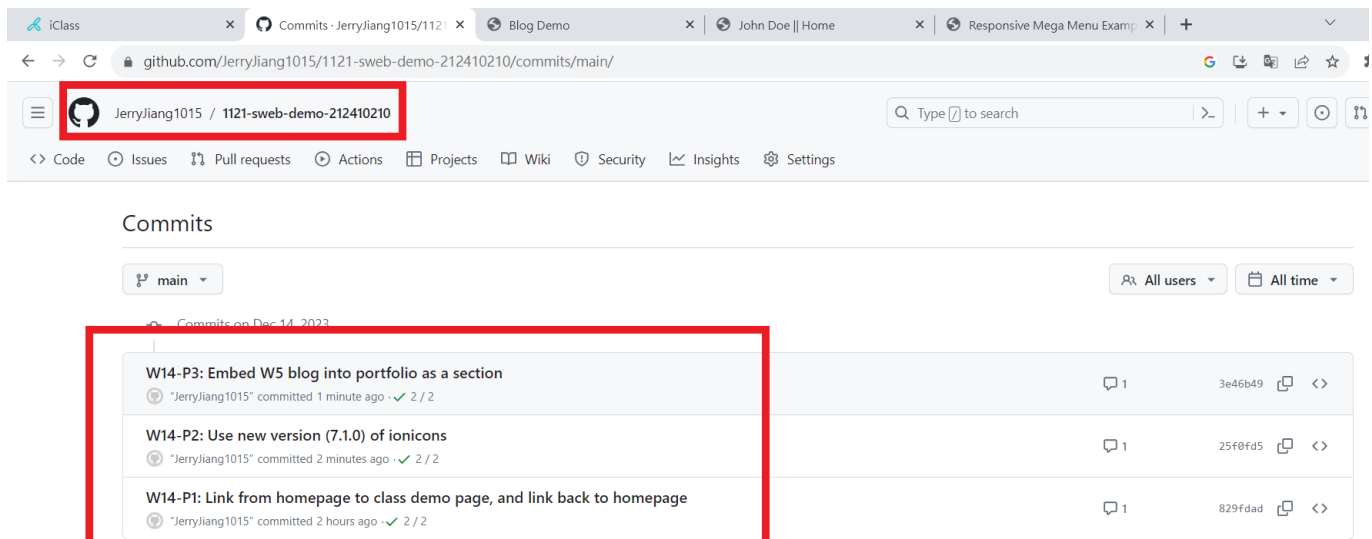 iClass
Commits · JerryJiang1015/1121
Blog Demo
John Doe || Home
Responsive Mega Menu Examp
github.com/JerryJiang1015/1121-sweb-demo-212410210/commits/main/
JerryJiang1015 / 1121-sweb-demo-212410210
Type / to search
Code
Issues
Pull requests
Actions
Projects
Wiki
Security
Insights
Settings
Commits
main
All users
All time
Commits on Dec 14, 2023
W14-P3: Embed W5 blog into portfolio as a section
1
3e46b49
"JerryJiang1015" committed 1 minute ago · 2 / 2
W14-P2: Use new version (7.1.0) of ionicons
1
25f0fd5
"JerryJiang1015" committed 2 minutes ago · 2 / 2
W14-P1: Link from homepage to class demo page, and link back to homepage
1
829fdad
"JerryJiang1015" committed 2 hours ago · 2 / 2